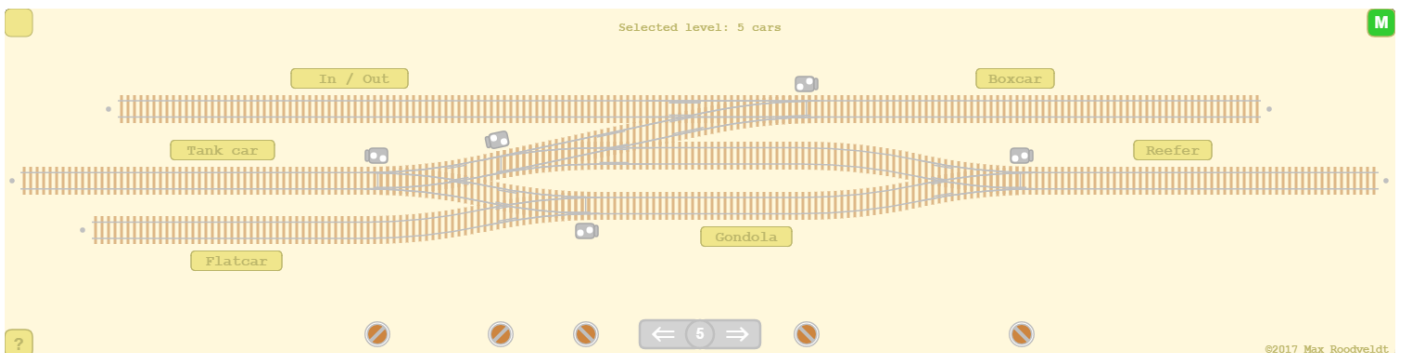 Selected level: 5 cars
M
In / Out
Boxcar
Tank car
Reefer
Gondola
Flatcar
5
?
©2017 Max Roodveldt